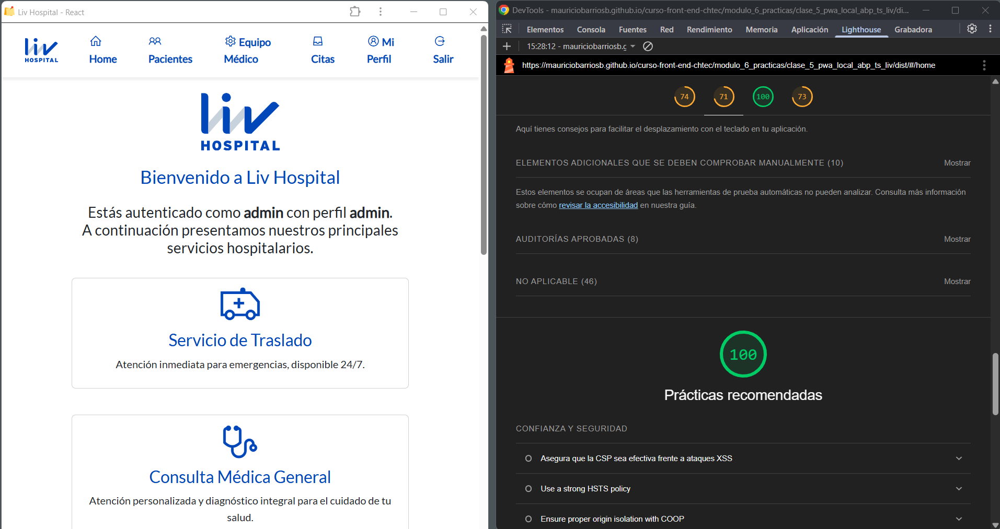 Liv Hospital - React
liv
HOSPITAL
Home
Pacientes
Equipo
Médico
Citas
Mi
Perfil
Salir
liv
HOSPITAL
Bienvenido a Liv Hospital
Estás autenticado como admin con perfil admin.
A continuación presentamos nuestros principales
servicios hospitalarios.
Servicio de Traslado
Atención inmediata para emergencias, disponible 24/7.
Consulta Médica General
Atención personalizada y diagnóstico integral para el cuidado de tu
salud.
DevTools - mauriciobarriosb.github.io/curso-front-end-chtec/modulo_6_practicas/clase_5_pwa_local_abp_ts_liv/di...
Elementos Consola Fuentes Red Rendimiento Memoria Aplicación Lighthouse Grabadora
15:28:12 - mauriciobarriosb.g
https://mauriciobarriosb.github.io/curso-front-end-chtec/modulo_6_practicas/clase_5_pwa_local_abp_ts_liv/dist/#/home
74 71 100 73
Aquí tienes consejos para facilitar el desplazamiento con el teclado en tu aplicación.
ELEMENTOS ADICIONALES QUE SE DEBEN COMPROBAR MANUALMENTE (10) Mostrar
Estos elementos se ocupan de áreas que las herramientas de prueba automáticas no pueden analizar. Consulta más información
sobre cómo revisar la accesibilidad en nuestra guía.
AUDITORÍAS APROBADAS (8) Mostrar
NO APLICABLE (46) Mostrar
100
Prácticas recomendadas
CONFIANZA Y SEGURIDAD
Asegura que la CSP sea efectiva frente a ataques XSS
Use a strong HSTS policy
Ensure proper origin isolation with COOP